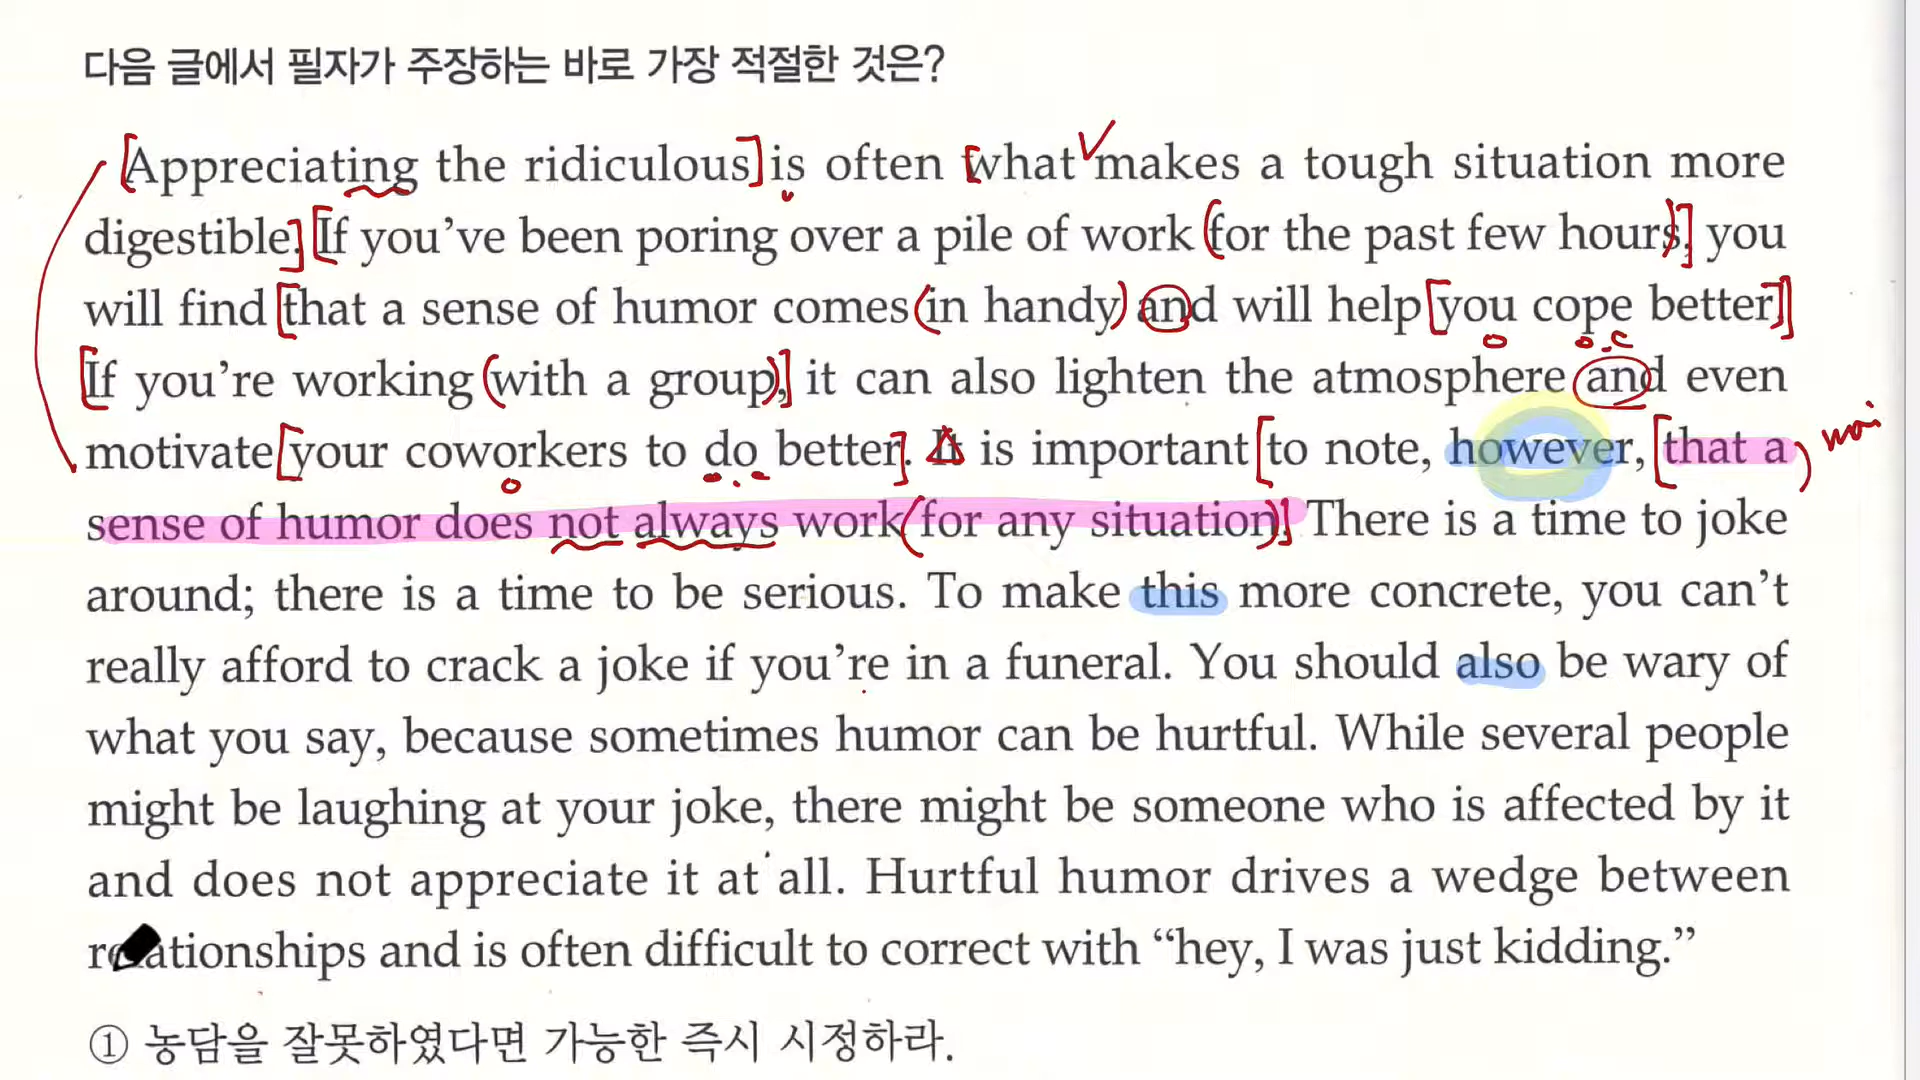 다음 글에서 필자가 주장하는 바로 가장 적절한 것은?
Appreciating the ridiculous is often what makes a tough situation more
digestible. If you've been poring over a pile of work for the past few hours, you
will find that a sense of humor comes in handy and will help you cope better.
If you're working with a group, it can also lighten the atmosphere and even
motivate your coworkers to do better. It is important to note, however, that a
sense of humor does not always work for any situation. There is a time to joke
around; there is a time to be serious. To make this more concrete, you can't
really afford to crack a joke if you're in a funeral. You should also be wary of
what you say, because sometimes humor can be hurtful. While several people
might be laughing at your joke, there might be someone who is affected by it
and does not appreciate it at all. Hurtful humor drives a wedge between
relationships and is often difficult to correct with “hey, I was just kidding.”
① 농담을 잘못하였다면 가능한 즉시 시정하라.